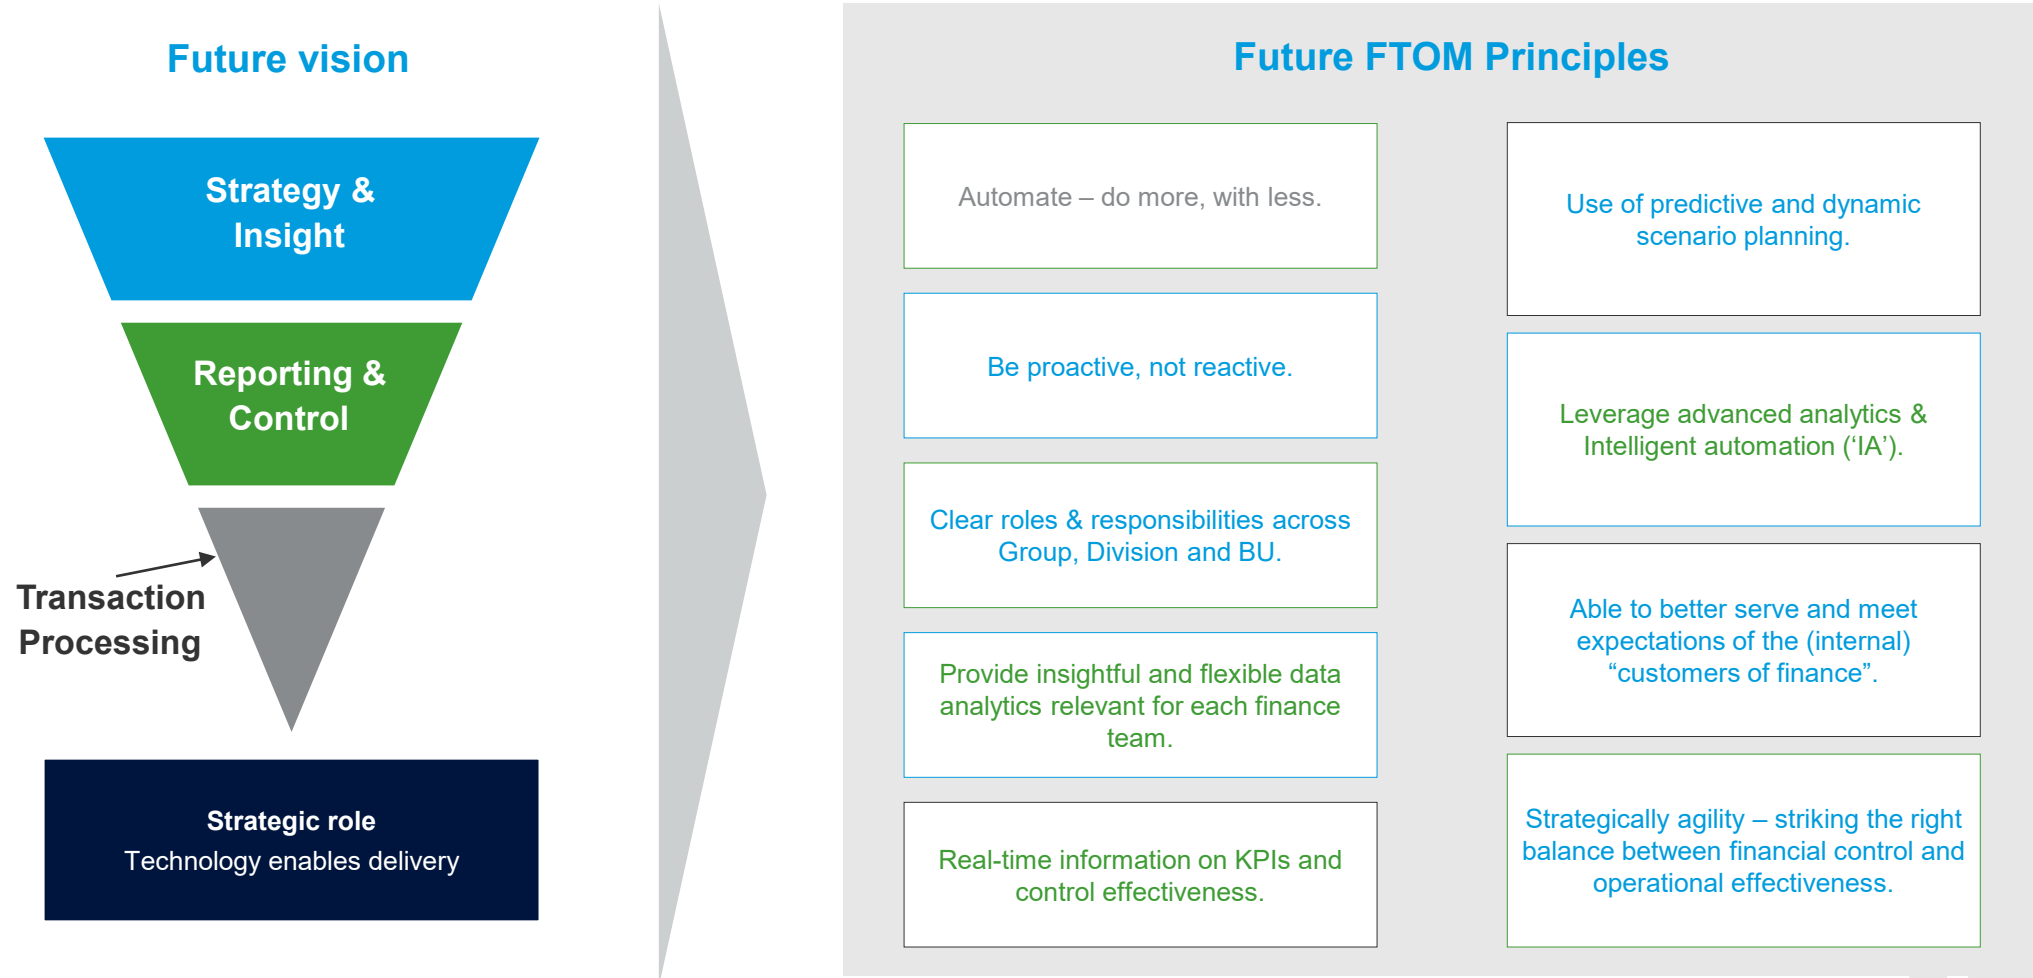 Future vision
Strategy &
Insight
Reporting &
Control
Transaction
Processing
Strategic role
Technology enables delivery
Future FTOM Principles
Automate – do more, with less.
Be proactive, not reactive.
Clear roles & responsibilities across
Group, Division and BU.
Provide insightful and flexible data
analytics relevant for each finance
team.
Real-time information on KPIs and
control effectiveness.
Use of predictive and dynamic
scenario planning.
Leverage advanced analytics &
Intelligent automation (‘IA’).
Able to better serve and meet
expectations of the (internal)
“customers of finance”.
Strategically agility – striking the right
balance between financial control and
operational effectiveness.